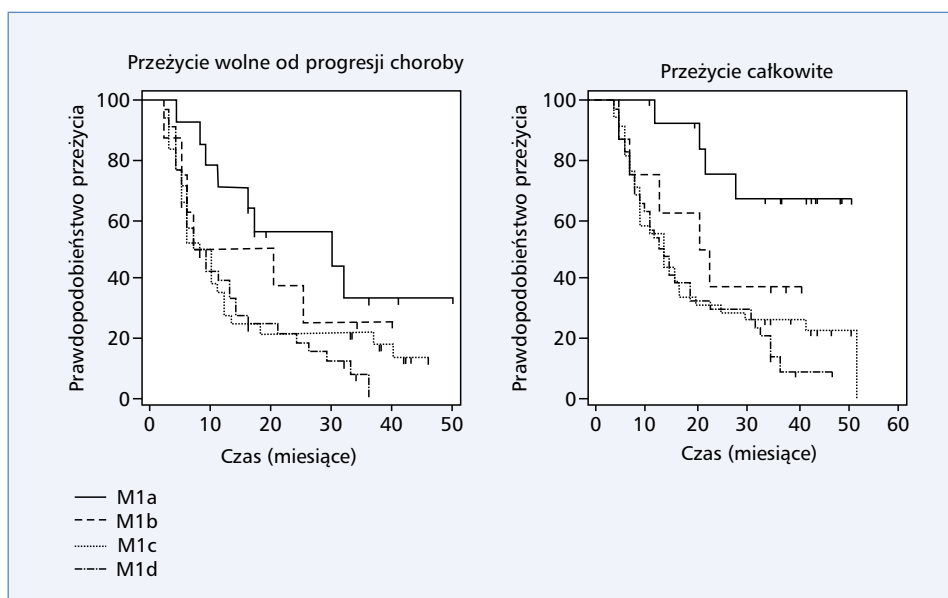 Przeżycie wolne od progresji choroby
Prawdopodobieństwo przeżycia
100
80
60
40
20
0
0 10 20 30 40 50
Czas (miesiące)
Przeżycie całkowite
Prawdopodobieństwo przeżycia
100
80
60
40
20
0
0 10 20 30 40 50 60
Czas (miesiące)
M1a
M1b
M1c
M1d